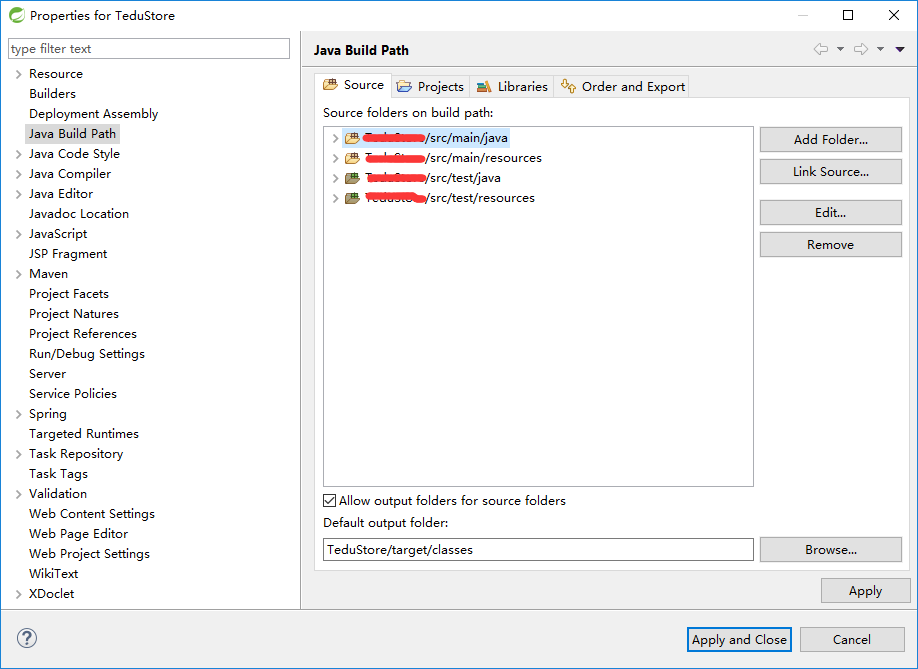 Properties for TeduStore
type filter text
Resource
Builders
Deployment Assembly
Java Build Path
Java Code Style
Java Compiler
Java Editor
Javadoc Location
JavaScript
JSP Fragment
Maven
Project Facets
Project Natures
Project References
Run/Debug Settings
Server
Service Policies
Spring
Targeted Runtimes
Task Repository
Task Tags
Validation
Web Content Settings
Web Page Editor
Web Project Settings
WikiText
XDoclet
Java Build Path
Source Projects Libraries Order and Export
Source folders on build path:
/src/main/java
/src/main/resources
/src/test/java
/src/test/resources
Add Folder...
Link Source...
Edit...
Remove
Allow output folders for source folders
Default output folder:
TeduStore/target/classes
Browse...
Apply
?
Apply and Close Cancel